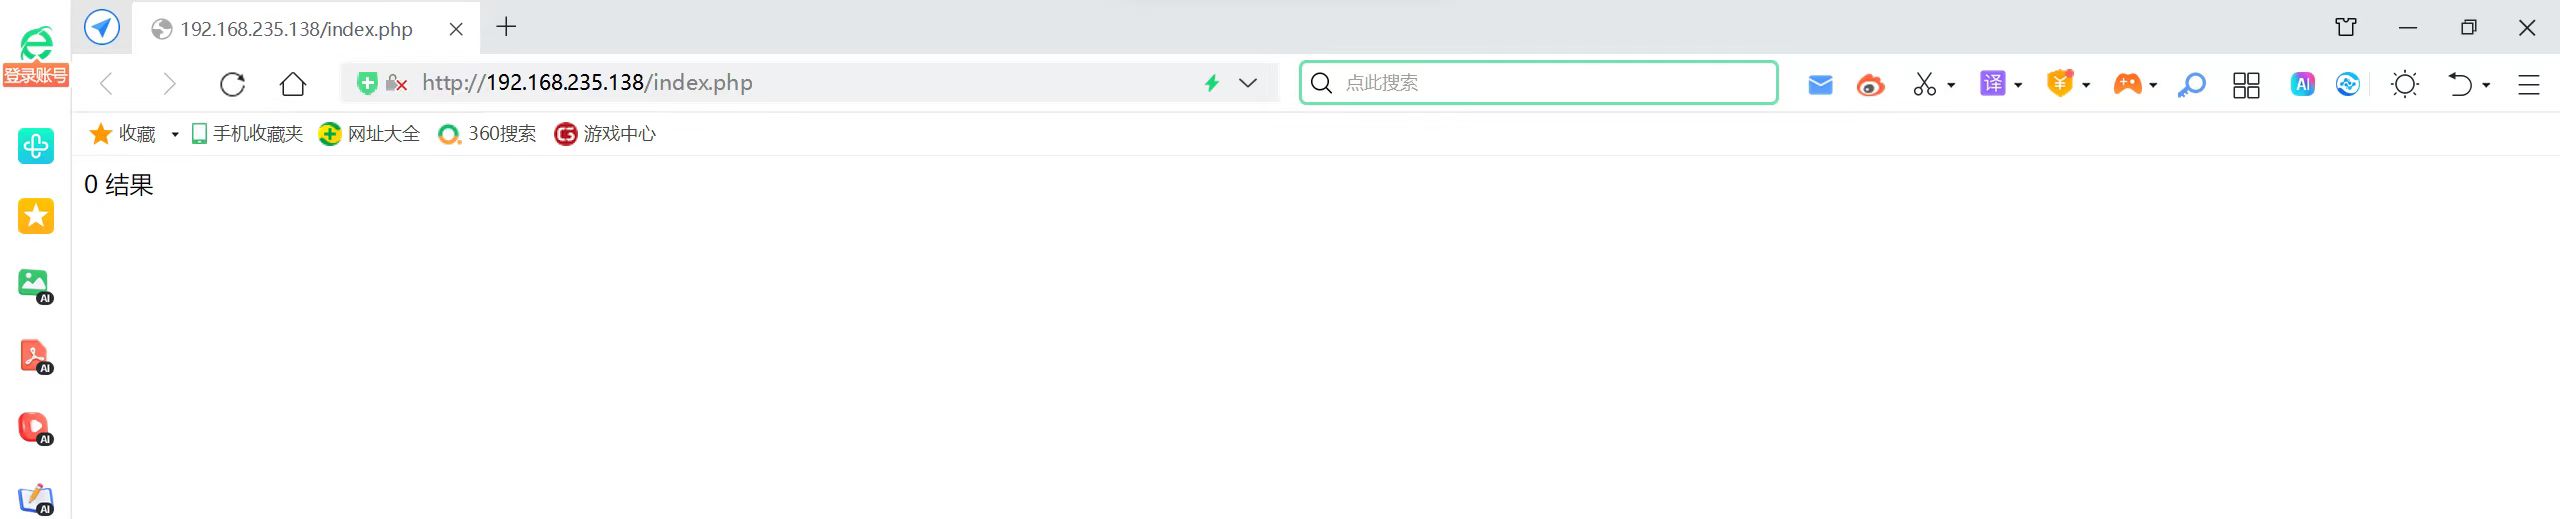 192.168.235.138/index.php
登录账号
http://192.168.235.138/index.php
点此搜索
译
¥
AI
收藏 手机收藏夹 网址大全 360搜索 游戏中心
0 结果
AI
AI
AI
AI